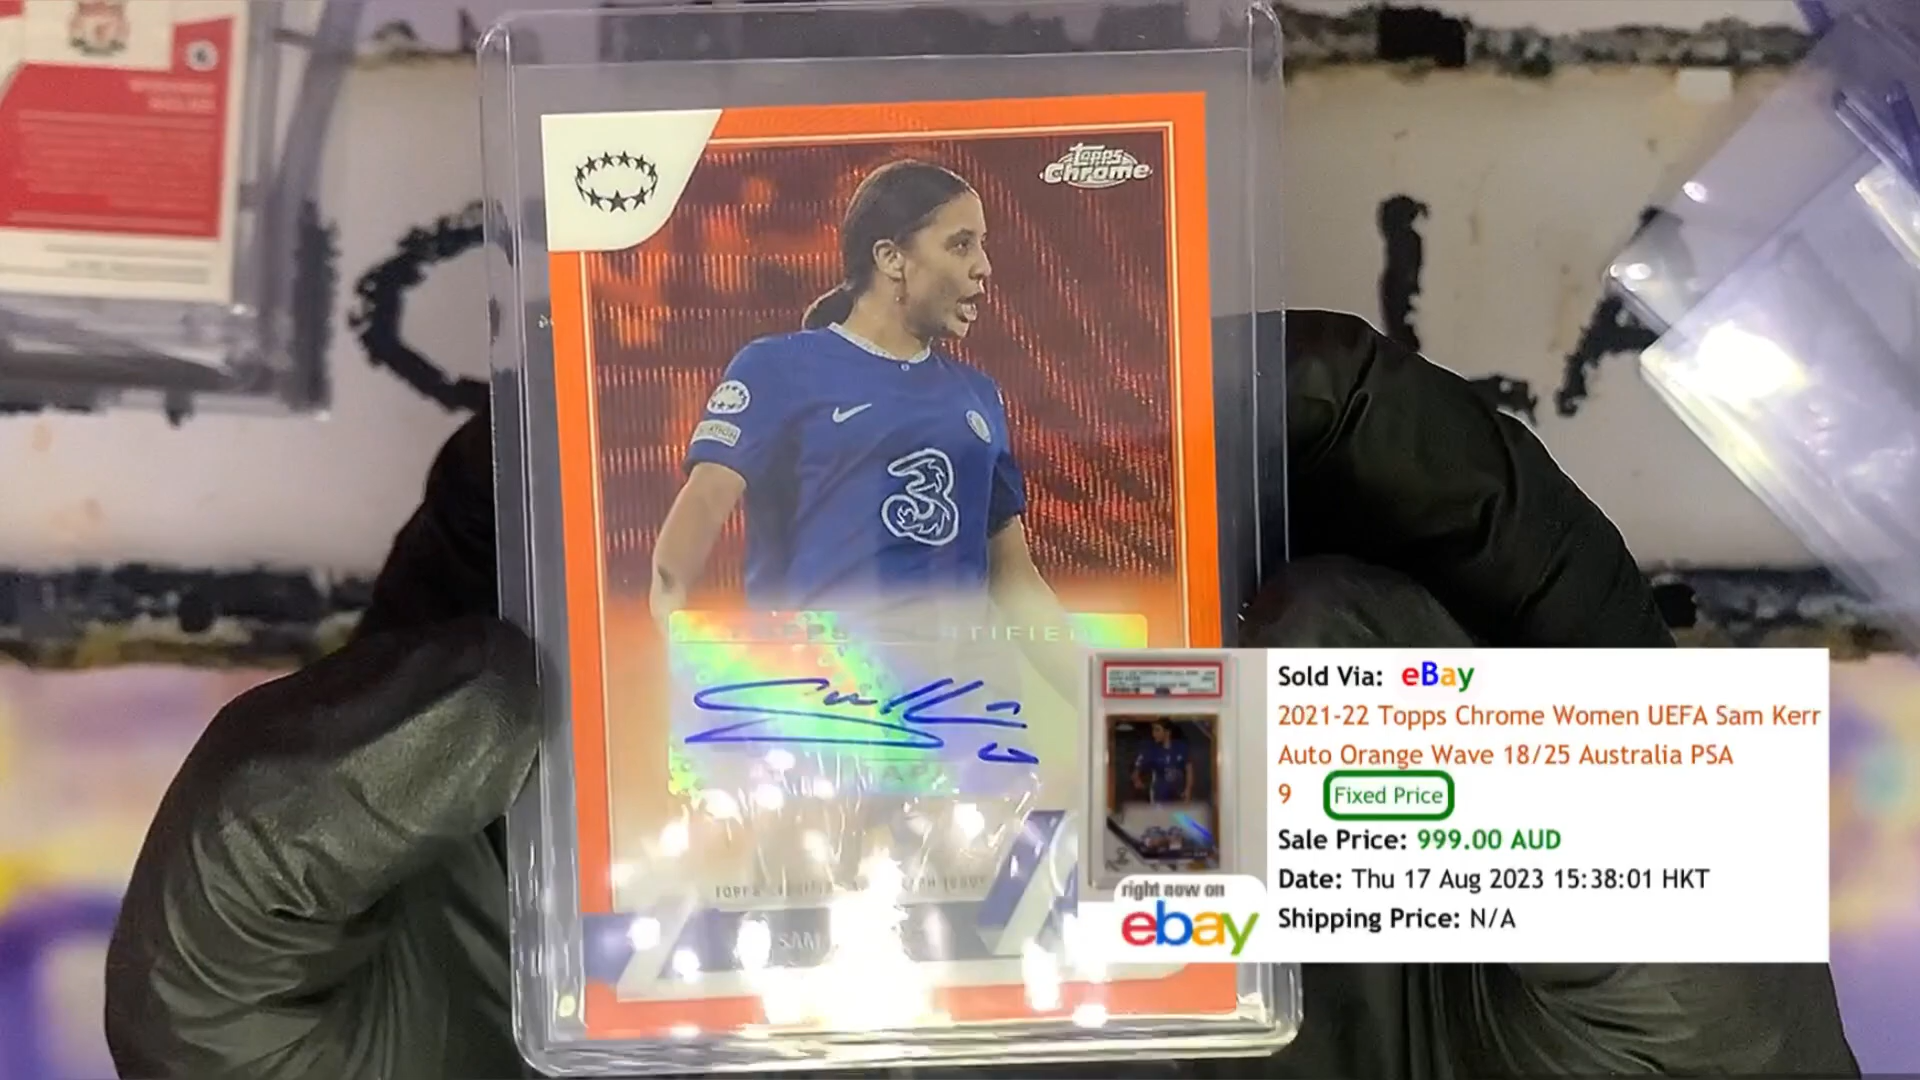 Topps
Chrome
3
CERTIFIED
SAM
Sold Via: eBay
2021-22 Topps Chrome Women UEFA Sam Kerr
Auto Orange Wave 18/25 Australia PSA
9 Fixed Price
Sale Price: 999.00 AUD
Date: Thu 17 Aug 2023 15:38:01 HKT
Shipping Price: N/A
right now on
ebay